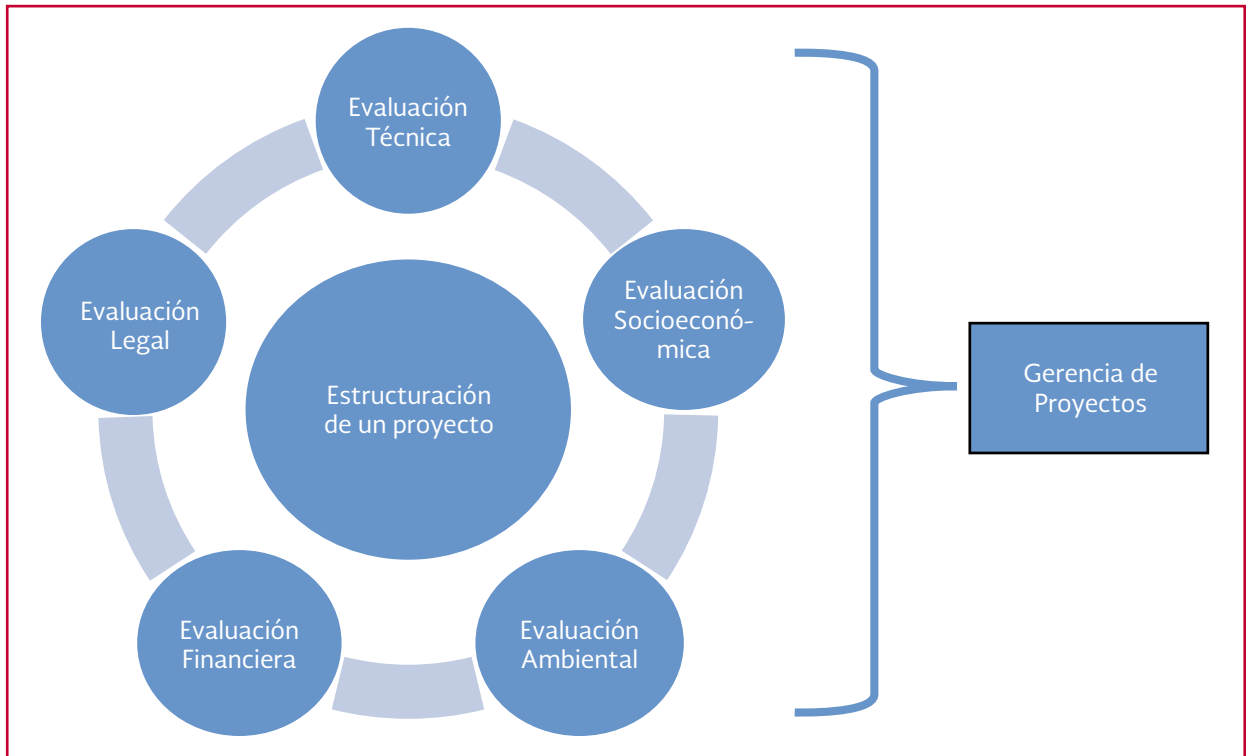 Evaluación
Técnica
Evaluación
Socioeconó-
mica
Evaluación
Ambiental
Evaluación
Financiera
Evaluación
Legal
Estructuración
de un proyecto
Gerencia de
Proyectos